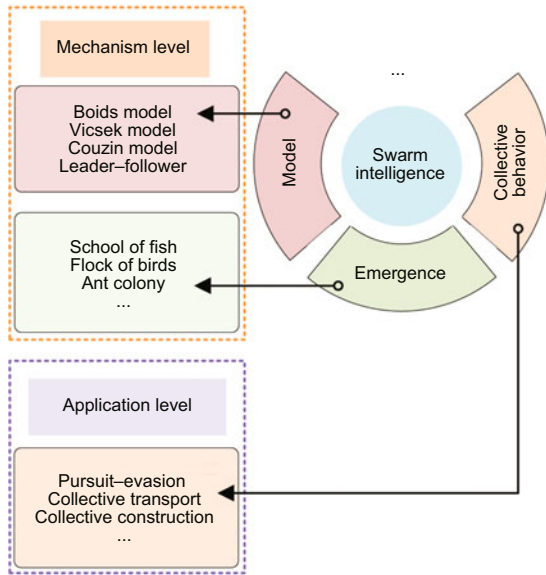 Mechanism level
Boids model
Vicsek model
Couzin model
Leader–follower
School of fish
Flock of birds
Ant colony
...
Application level
Pursuit–evasion
Collective transport
Collective construction
...
...
Model
Swarm
intelligence
Collective
behavior
Emergence